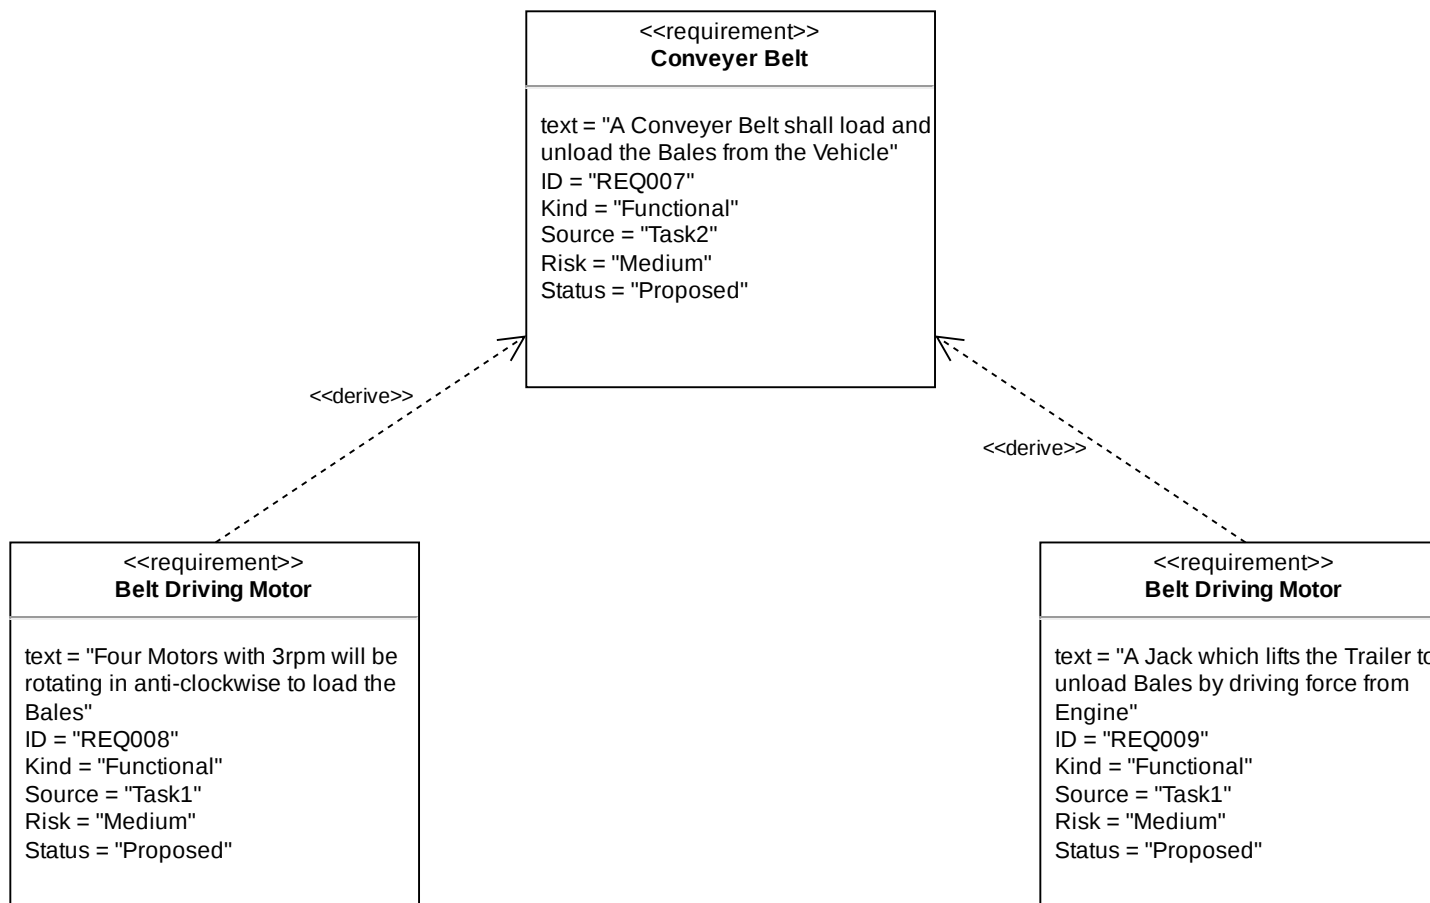 <<requirement>>
Conveyer Belt
text = "A Conveyer Belt shall load and
unload the Bales from the Vehicle"
ID = "REQ007"
Kind = "Functional"
Source = "Task2"
Risk = "Medium"
Status = "Proposed"
<<derive>>
<<derive>>
<<requirement>>
Belt Driving Motor
text = "Four Motors with 3rpm will be
rotating in anti-clockwise to load the
Bales"
ID = "REQ008"
Kind = "Functional"
Source = "Task1"
Risk = "Medium"
Status = "Proposed"
<<requirement>>
Belt Driving Motor
text = "A Jack which lifts the Trailer to
unload Bales by driving force from
Engine"
ID = "REQ009"
Kind = "Functional"
Source = "Task1"
Risk = "Medium"
Status = "Proposed"